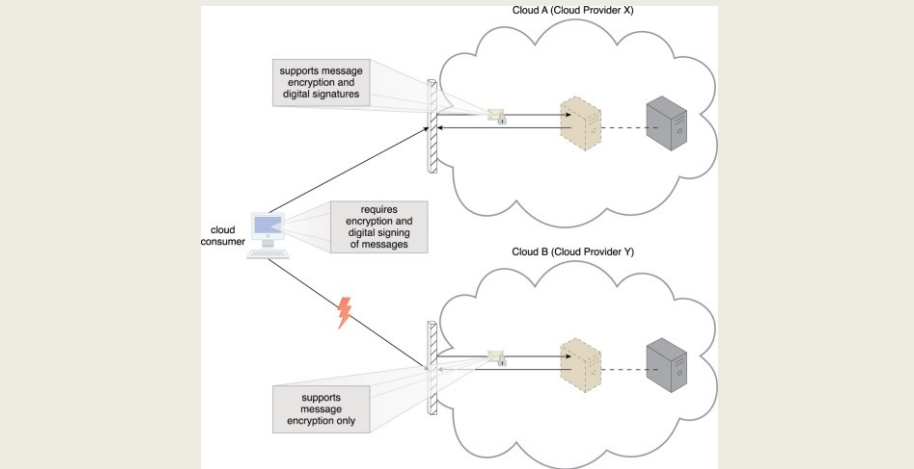 Cloud A (Cloud Provider X)
supports message
encryption and
digital signatures
requires
encryption and
digital signing
of messages
cloud
consumer
Cloud B (Cloud Provider Y)
supports
message
encryption only